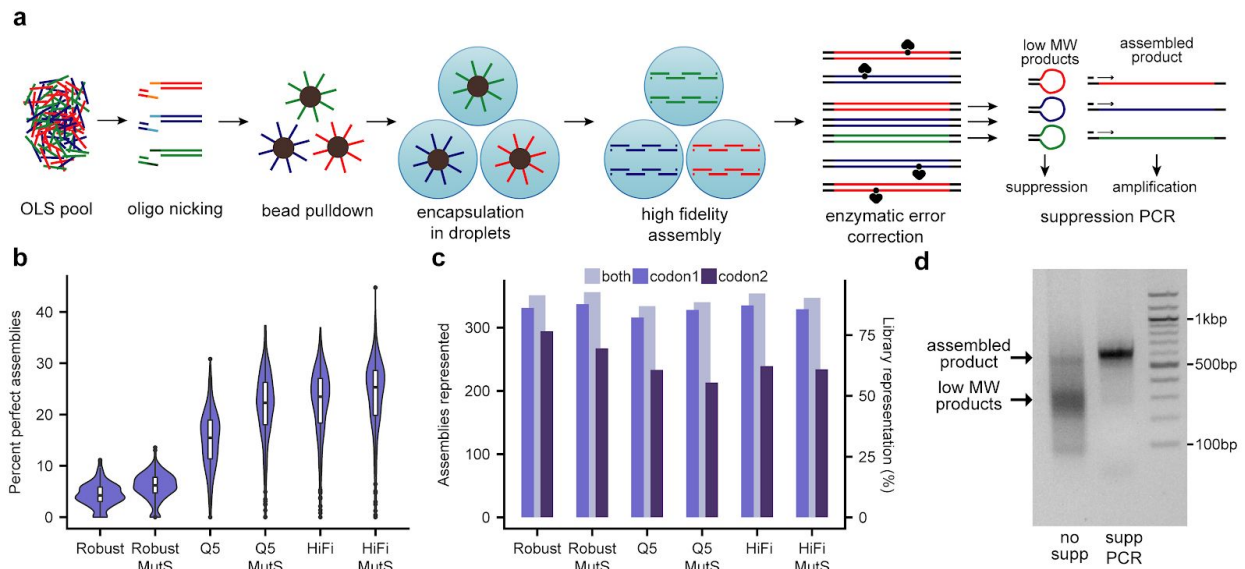 a
OLS pool
oligo nicking
bead pulldown
encapsulation
in droplets
high fidelity
assembly
enzymatic error
correction
low MW
products
assembled
product
suppression
amplification
suppression PCR
b
Percent perfect assemblies
40
30
20
10
0
Robust
Robust
MutS
Q5
Q5
MutS
HiFi
HiFi
MutS
c
both
codon1
codon2
Assemblies represented
300
200
100
0
Library representation (%)
75
50
25
0
Robust
Robust
MutS
Q5
Q5
MutS
HiFi
HiFi
MutS
d
assembled
product
low MW
products
1kbp
500bp
100bp
no
supp
supp
PCR